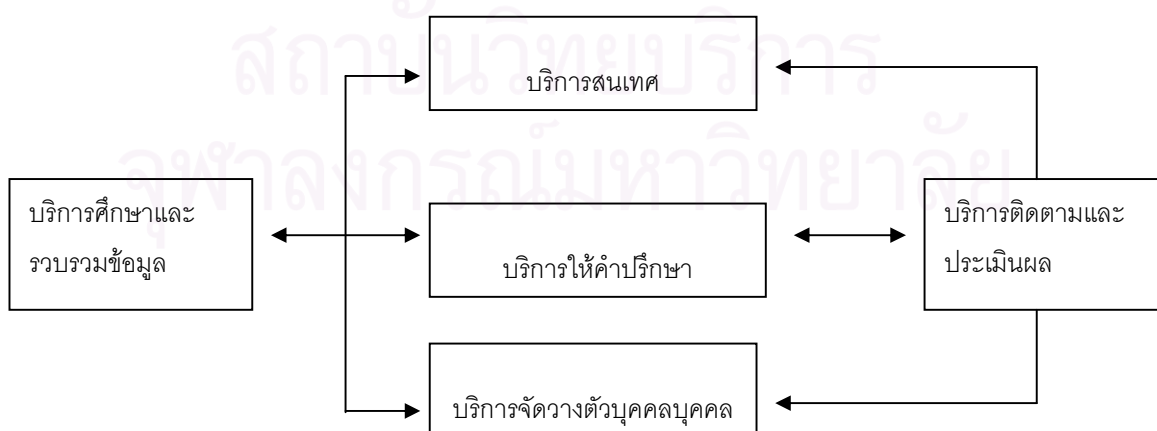 สถาบันวิทยบริการ
จุฬาลงกรณ์มหาวิทยาลัย
บริการสนเทศ
บริการศึกษาและ
รวบรวมข้อมูล
บริการให้คำปรึกษา
บริการติดตามและ
ประเมินผล
บริการจัดวางตัวบุคคลบุคคล